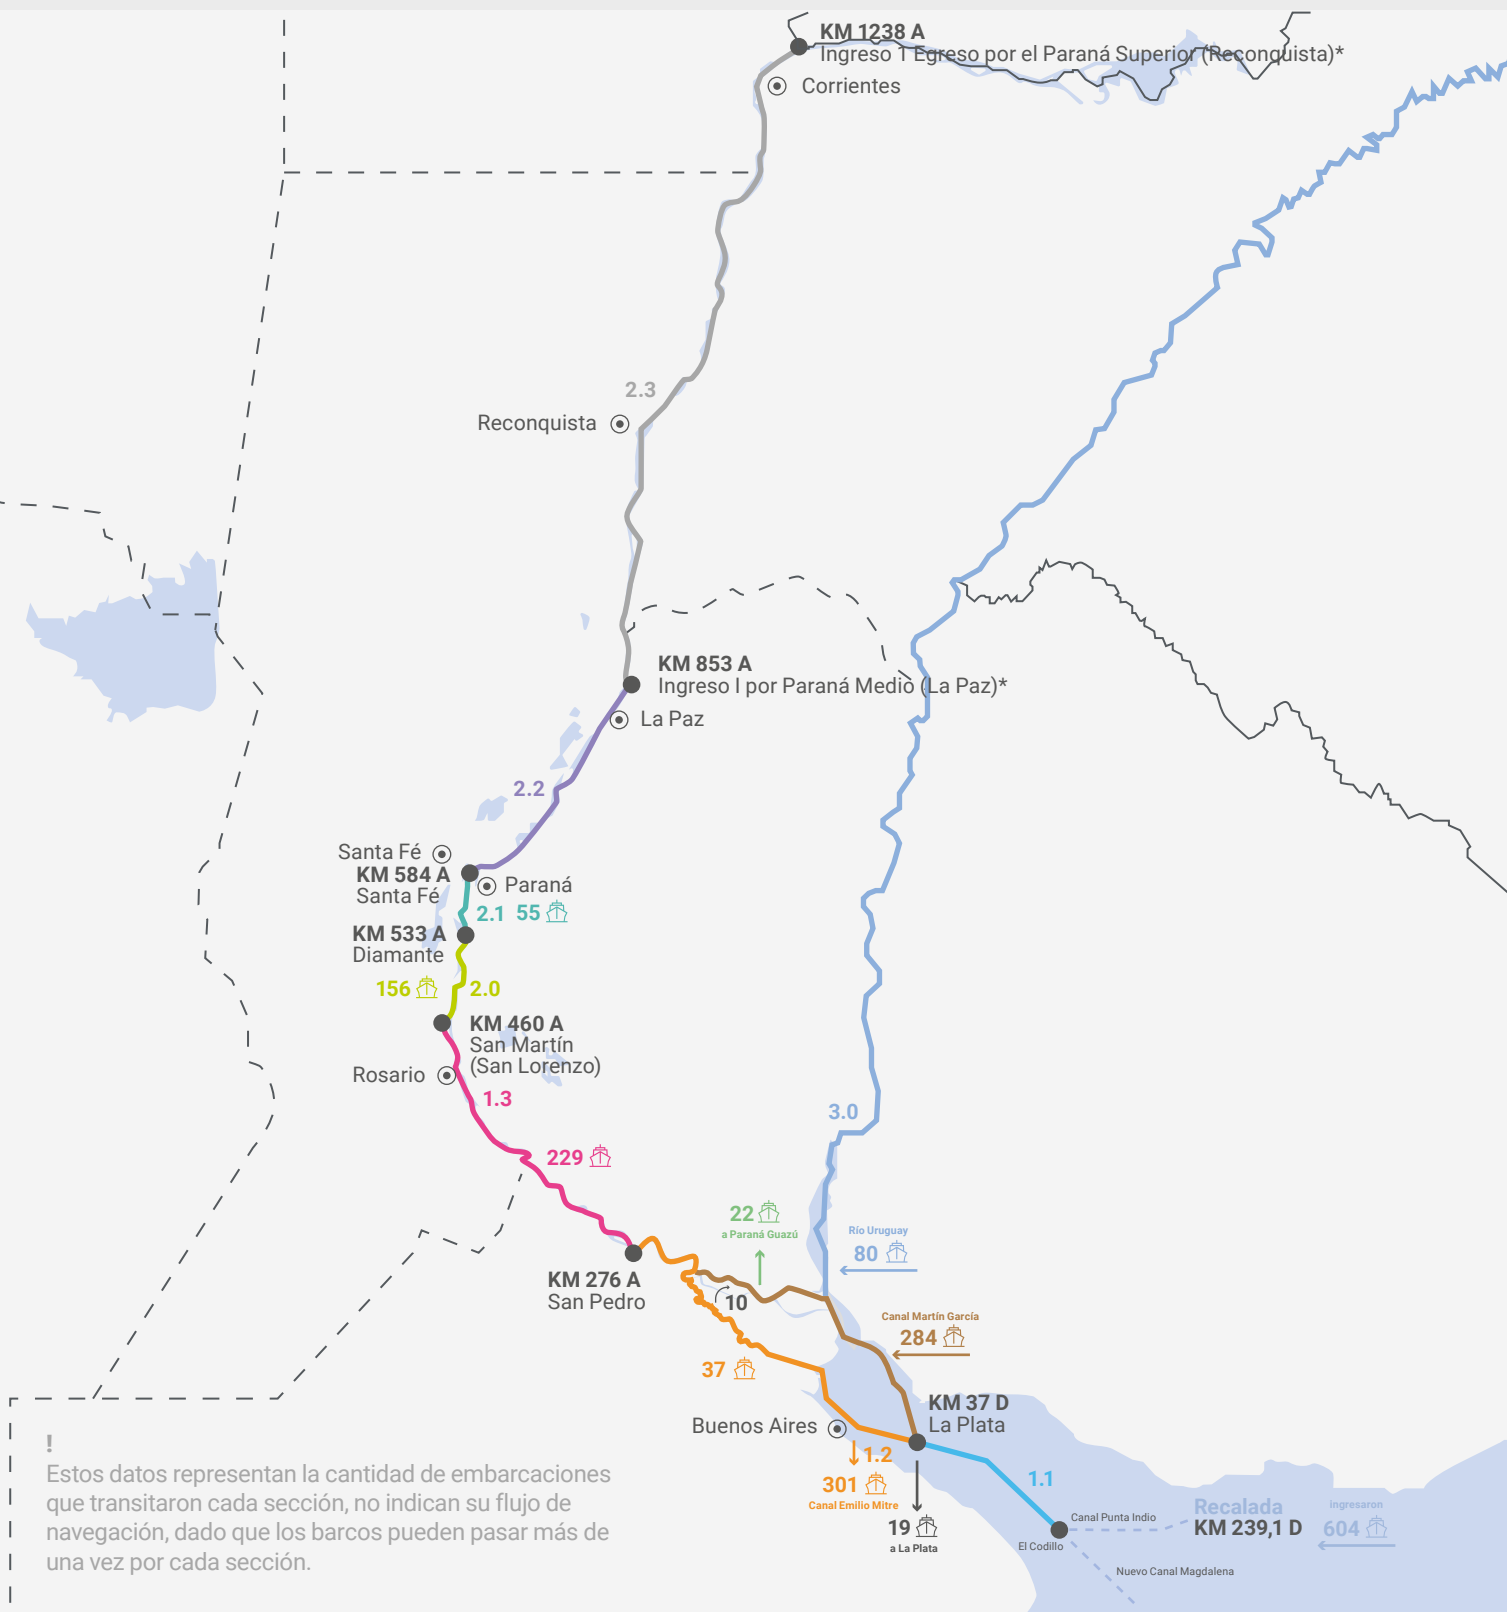 KM 1238 A
Ingreso 1 Egreso por el Paraná Superior (Reconquista)*
Corrientes
2.3
Reconquista
KM 853 A
Ingreso I por Paraná Medio (La Paz)*
La Paz
2.2
Santa Fé
KM 584 A
Santa Fé
Paraná
2.1 55
KM 533 A
Diamante
156
2.0
KM 460 A
San Martín
(San Lorenzo)
Rosario
1.3
3.0
229
22
a Paraná Guazú
Río Uruguay
80
KM 276 A
San Pedro
10
Canal Martín García
284
37
KM 37 D
La Plata
Buenos Aires
1.2
301
Canal Emilio Mitre
19
a La Plata
1.1
Canal Punta Indio
El Codillo
Recalada
KM 239,1 D
ingresaron
604
Nuevo Canal Magdalena
!
Estos datos representan la cantidad de embarcaciones
que transitaron cada sección, no indican su flujo de
navegación, dado que los barcos pueden pasar más de
una vez por cada sección.